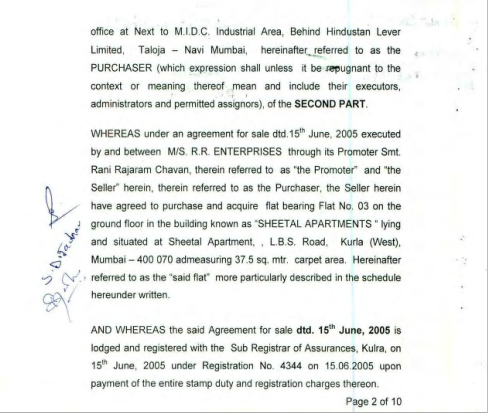 office at Next to M.I.D.C. Industrial Area, Behind Hindustan Lever
Limited, Taloja – Navi Mumbai, hereinafter referred to as the
PURCHASER (which expression shall unless it be repugnant to the
context or meaning thereof mean and include their executors,
administrators and permitted assignors), of the SECOND PART.
WHEREAS under an agreement for sale dtd.15th June, 2005 executed
by and between M/S. R.R. ENTERPRISES through its Promoter Smt.
Rani Rajaram Chavan, therein referred to as "the Promoter" and "the
Seller" herein, therein referred to as the Purchaser, the Seller herein
have agreed to purchase and acquire flat bearing Flat No. 03 on the
ground floor in the building known as "SHEETAL APARTMENTS " lying
and situated at Sheetal Apartment, , L.B.S. Road, Kurla (West),
Mumbai – 400 070 admeasuring 37.5 sq. mtr. carpet area. Hereinafter
referred to as the "said flat" more particularly described in the schedule
hereunder written.
AND WHEREAS the said Agreement for sale dtd. 15th June, 2005 is
lodged and registered with the Sub Registrar of Assurances, Kulra, on
15th June, 2005 under Registration No. 4344 on 15.06.2005 upon
payment of the entire stamp duty and registration charges thereon.
Page 2 of 10